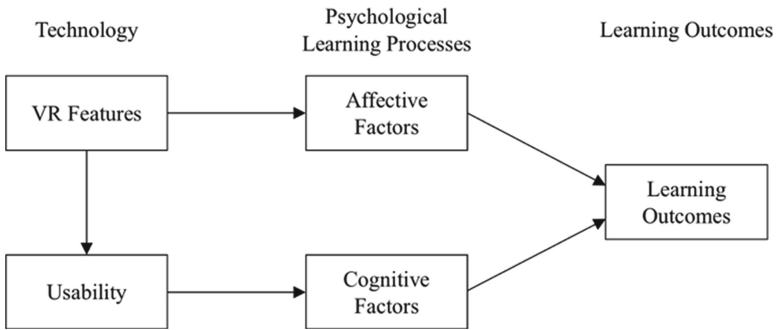 Technology
Psychological
Learning Processes
Learning Outcomes
VR Features
Affective
Factors
Learning
Outcomes
Usability
Cognitive
Factors